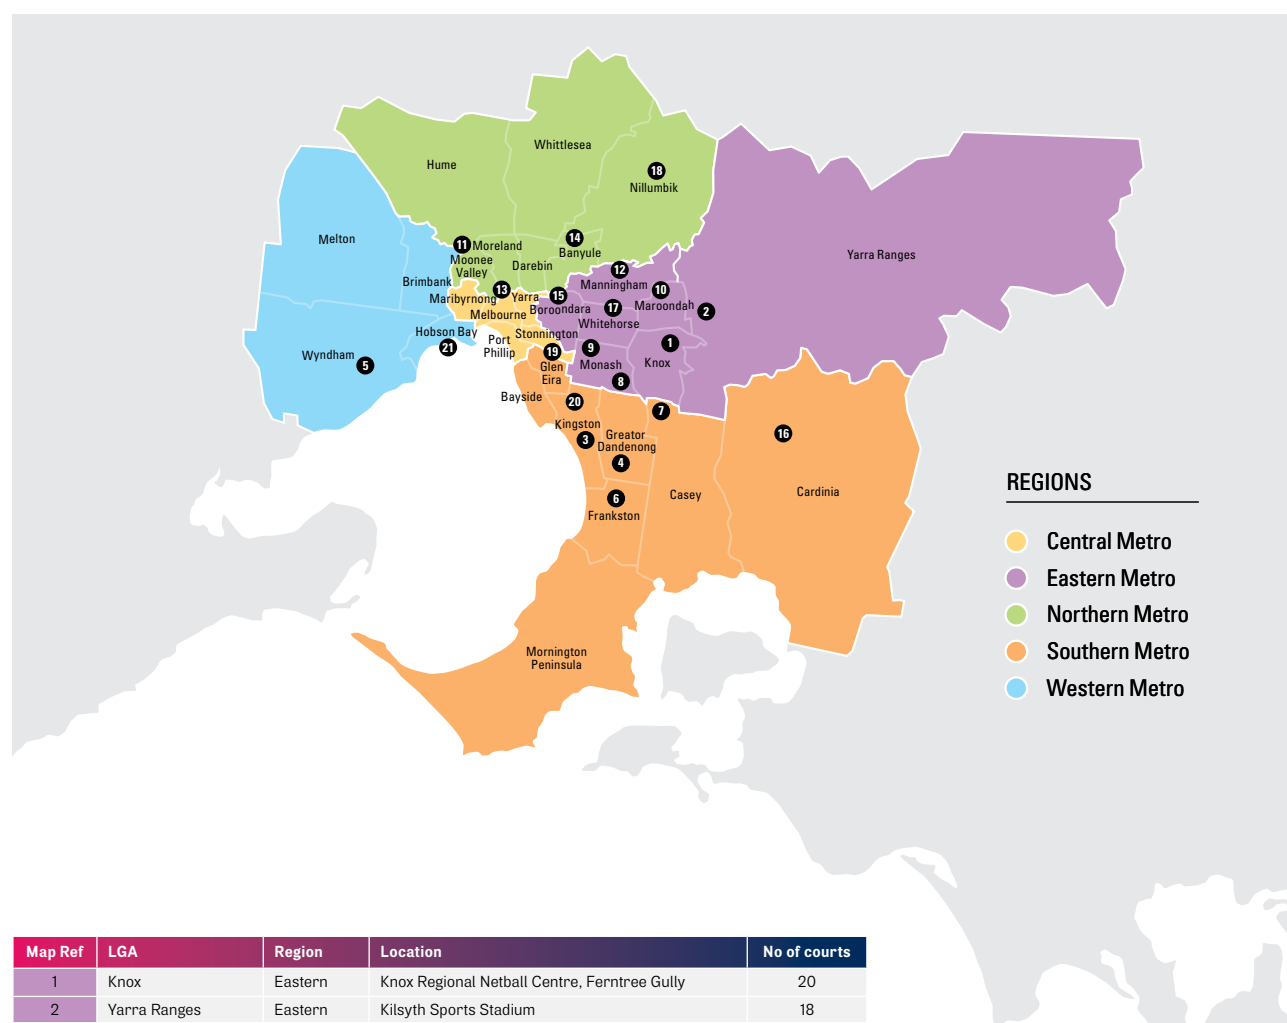 Whittlesea
Hume
18
Nillumbik
Melton
11 Moreland
14
Banyule
Moonee
Valley
Darebin
Yarra Ranges
12
Manningham
Brimbank
13
10
Maribyrnong
Yarra
15
Maroondah
2
Boroondara
17
Melbourne
Whitehorse
Hobson Bay
Stonnington
Port
Phillip
21
19
9
1
Wyndham
5
Glen
Eira
Monash
Knox
8
Bayside
20
7
Kingston
3
Greator
Dandenong
4
16
Casey
Cardinia
6
Frankston
Mornington
Peninsula
REGIONS
Central Metro
Eastern Metro
Northern Metro
Southern Metro
Western Metro
Map Ref LGA Region Location No of courts
1 Knox Eastern Knox Regional Netball Centre, Ferntree Gully 20
2 Yarra Ranges Eastern Kilsyth Sports Stadium 18